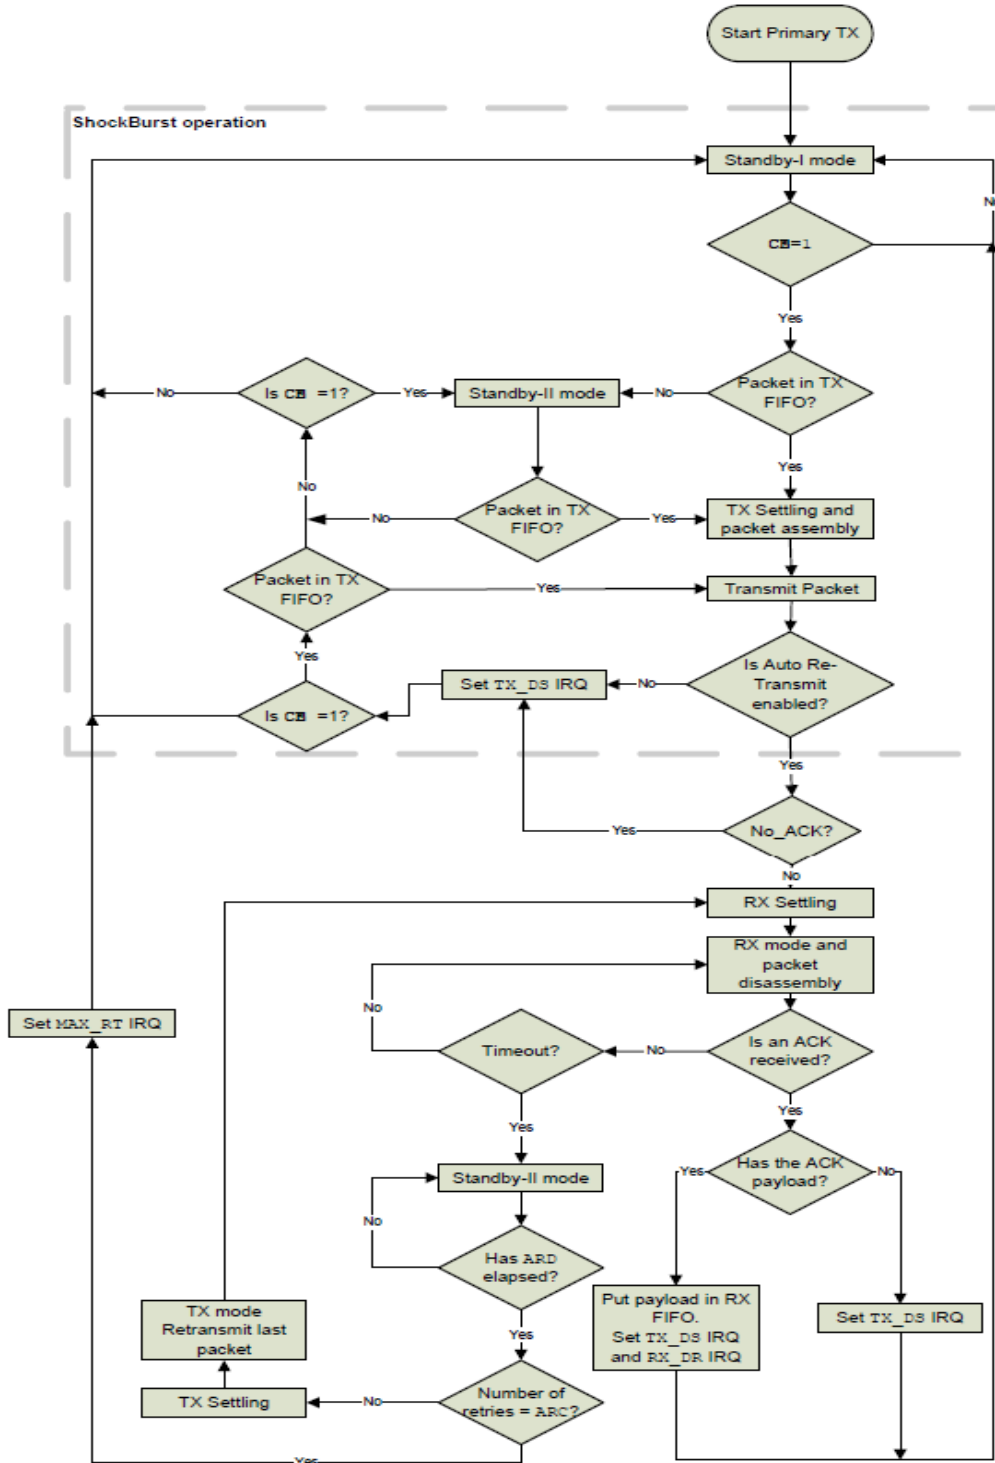 Start Primary TX
ShockBurst operation
Standby-I mode
No
CE=1
Yes
Is CE =1?
No
Yes
Standby-II mode
No
Packet in TX
FIFO?
Yes
No
No
Packet in TX
FIFO?
Yes
TX Settling and
packet assembly
Packet in TX
FIFO?
Yes
Transmit Packet
Yes
Is Auto Re-
Transmit
enabled?
No
Set TX_DS IRQ
Is CE =1?
Yes
Yes
No_ACK?
No
RX Settling
RX mode and
packet
disassembly
No
Set MAX_RT IRQ
Timeout?
No
Is an ACK
received?
Yes
Yes
Yes
Has the ACK
payload?
No
Standby-II mode
No
Has ARD
elapsed?
TX mode
Retransmit last
packet
Put payload in RX
FIFO.
Set TX_DS IRQ
and RX_DR IRQ
Set TX_DS IRQ
Yes
TX Settling
No
Number of
retries = ARC?
Yes